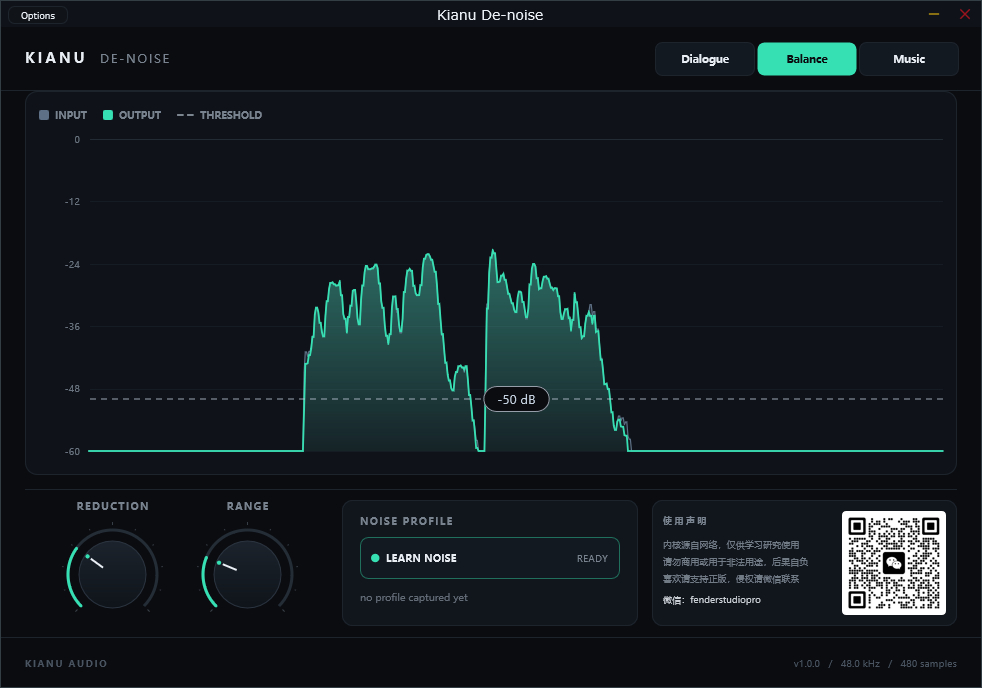 Options
Kianu De-noise
KIANU DE-NOISE
Dialogue
Balance
Music
INPUT
OUTPUT
THRESHOLD
0
-12
-24
-36
-48
-50 dB
-60
REDUCTION
RANGE
NOISE PROFILE
LEARN NOISE
READY
no profile captured yet
使用声明
内核源自网络，仅供学习研究使用
请勿商用或用于非法用途，后果自负
喜欢请支持正版，侵权请微信联系
微信：fenderstudiopro
KIANU AUDIO
v1.0.0 / 48.0 kHz / 480 samples